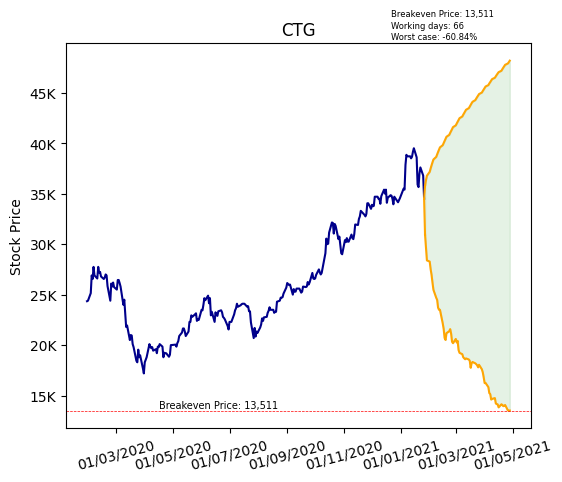 Breakeven Price: 13,511
Working days: 66
Worst case: -60.84%
CTG
Stock Price
45K
40K
35K
30K
25K
20K
15K
Breakeven Price: 13,511
01/03/2020
01/05/2020
01/07/2020
01/09/2020
01/11/2020
01/01/2021
01/03/2021
01/05/2021